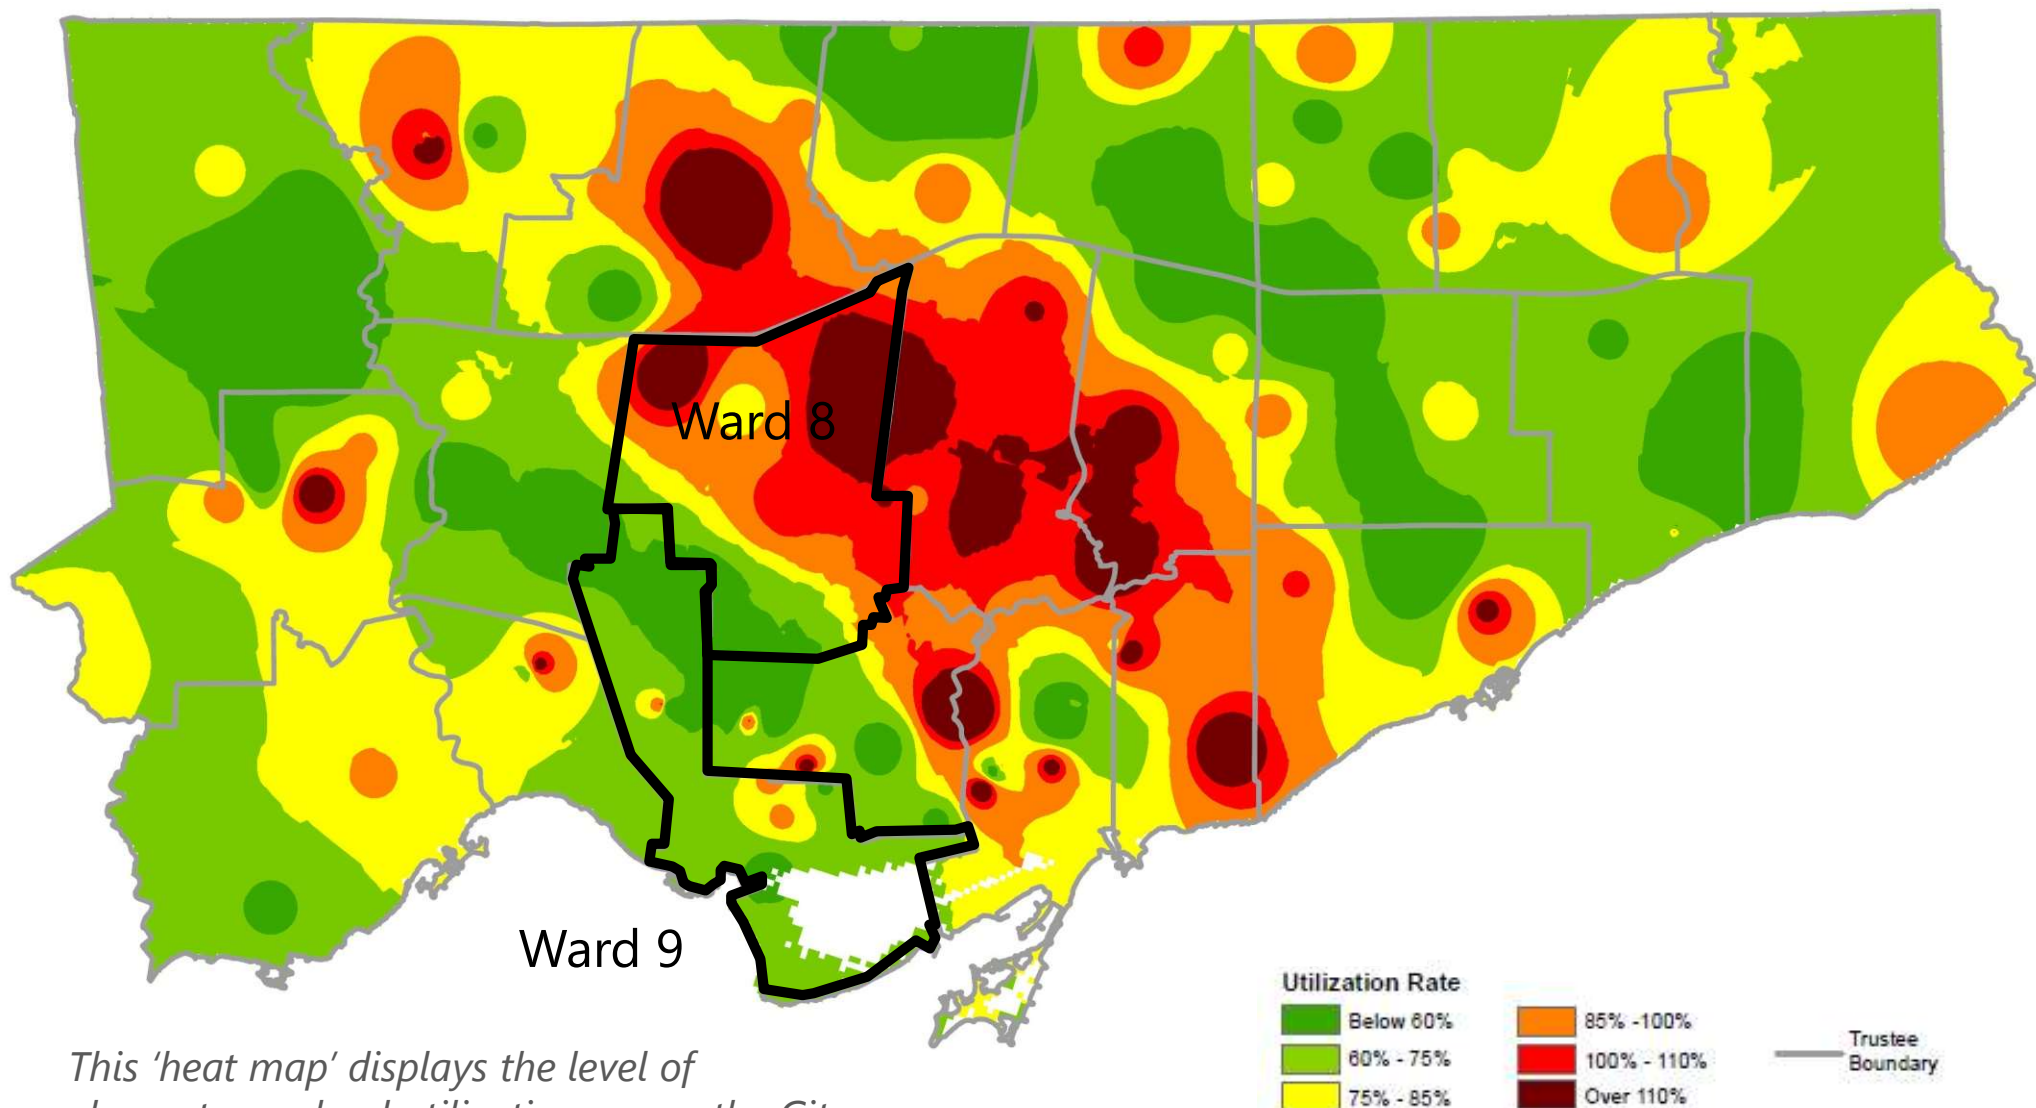 Ward 8
Ward 9
This ‘heat map’ displays the level of
Utilization Rate
Below 60%
60% - 75%
75% - 85%
85% -100%
100% - 110%
Over 110%
Trustee
Boundary